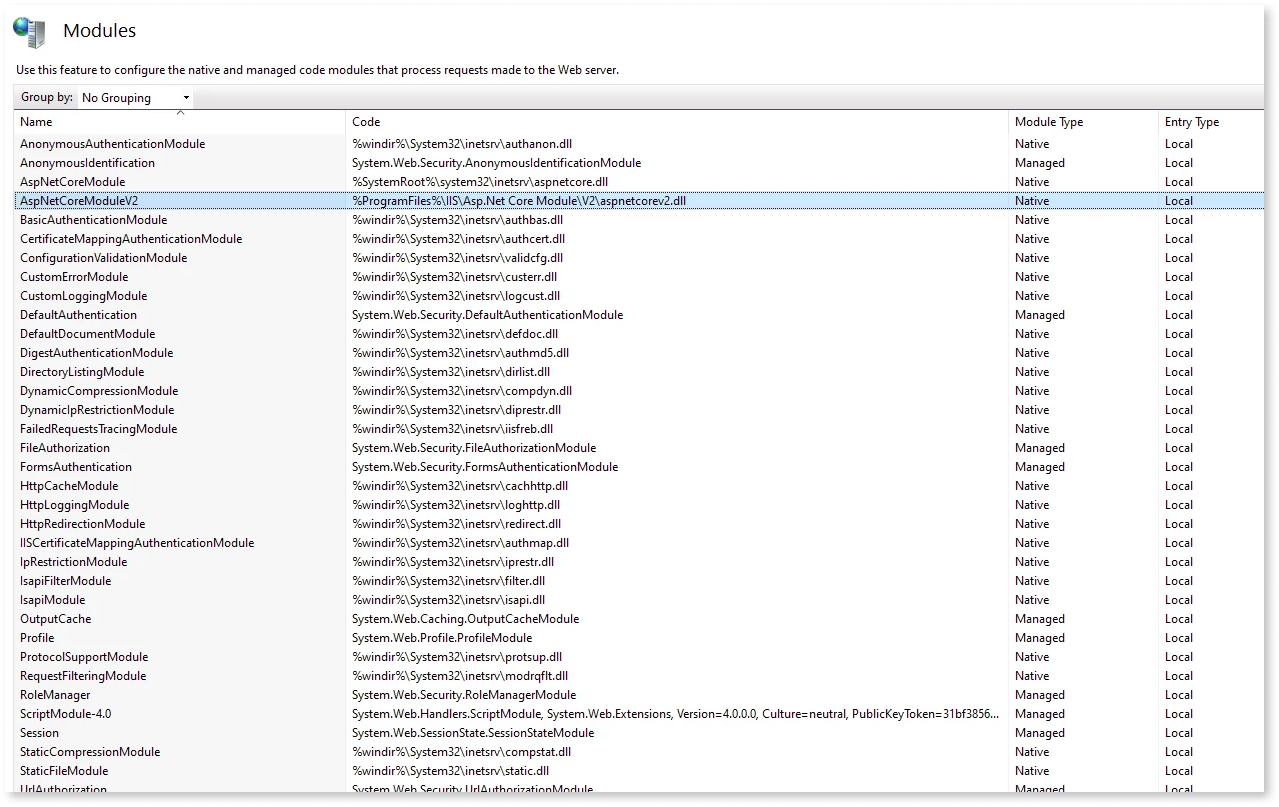 Modules
Use this feature to configure the native and managed code modules that process requests made to the Web server.
Group by: No Grouping
Name Code Module Type Entry Type
AnonymousAuthenticationModule %windir%\System32\inetsrv\authanon.dll Native Local
AnonymousIdentification System.Web.Security.AnonymousIdentificationModule Managed Local
AspNetCoreModule %SystemRoot%\system32\inetsrv\aspnetcore.dll Native Local
AspNetCoreModuleV2 %ProgramFiles%\IIS\Asp.Net Core Module\V2\aspnetcorev2.dll Native Local
BasicAuthenticationModule %windir%\System32\inetsrv\authbas.dll Native Local
CertificateMappingAuthenticationModule %windir%\System32\inetsrv\authcert.dll Native Local
ConfigurationValidationModule %windir%\System32\inetsrv\validcfg.dll Native Local
CustomErrorModule %windir%\System32\inetsrv\custerr.dll Native Local
CustomLoggingModule %windir%\System32\inetsrv\logcust.dll Native Local
DefaultAuthentication System.Web.Security.DefaultAuthenticationModule Managed Local
DefaultDocumentModule %windir%\System32\inetsrv\defdoc.dll Native Local
DigestAuthenticationModule %windir%\System32\inetsrv\authmd5.dll Native Local
DirectoryListingModule %windir%\System32\inetsrv\dirlist.dll Native Local
DynamicCompressionModule %windir%\System32\inetsrv\compdyn.dll Native Local
DynamicIpRestrictionModule %windir%\System32\inetsrv\diprestr.dll Native Local
FailedRequestsTracingModule %windir%\System32\inetsrv\iisfreb.dll Native Local
FileAuthorization System.Web.Security.FileAuthorizationModule Managed Local
FormsAuthentication System.Web.Security.FormsAuthenticationModule Managed Local
HttpCacheModule %windir%\System32\inetsrv\cachhttp.dll Native Local
HttpLoggingModule %windir%\System32\inetsrv\loghttp.dll Native Local
HttpRedirectionModule %windir%\System32\inetsrv\redirect.dll Native Local
IISCertificateMappingAuthenticationModule %windir%\System32\inetsrv\authmap.dll Native Local
IpRestrictionModule %windir%\System32\inetsrv\iprestr.dll Native Local
IsapiFilterModule %windir%\System32\inetsrv\filter.dll Native Local
IsapiModule %windir%\System32\inetsrv\isapi.dll Native Local
OutputCache System.Web.Caching.OutputCacheModule Managed Local
Profile System.Web.Profile.ProfileModule Managed Local
ProtocolSupportModule %windir%\System32\inetsrv\protsup.dll Native Local
RequestFilteringModule %windir%\System32\inetsrv\modrqflt.dll Native Local
RoleManager System.Web.Security.RoleManagerModule Managed Local
ScriptModule-4.0 System.Web.Handlers.ScriptModule, System.Web.Extensions, Version=4.0.0.0, Culture=neutral, PublicKeyToken=31bf3856... Managed Local
Session System.Web.SessionState.SessionStateModule Managed Local
StaticCompressionModule %windir%\System32\inetsrv\compstat.dll Native Local
StaticFileModule %windir%\System32\inetsrv\static.dll Native Local
UrlAuthorization System.Web.Security.UrlAuthorizationModule Managed Local